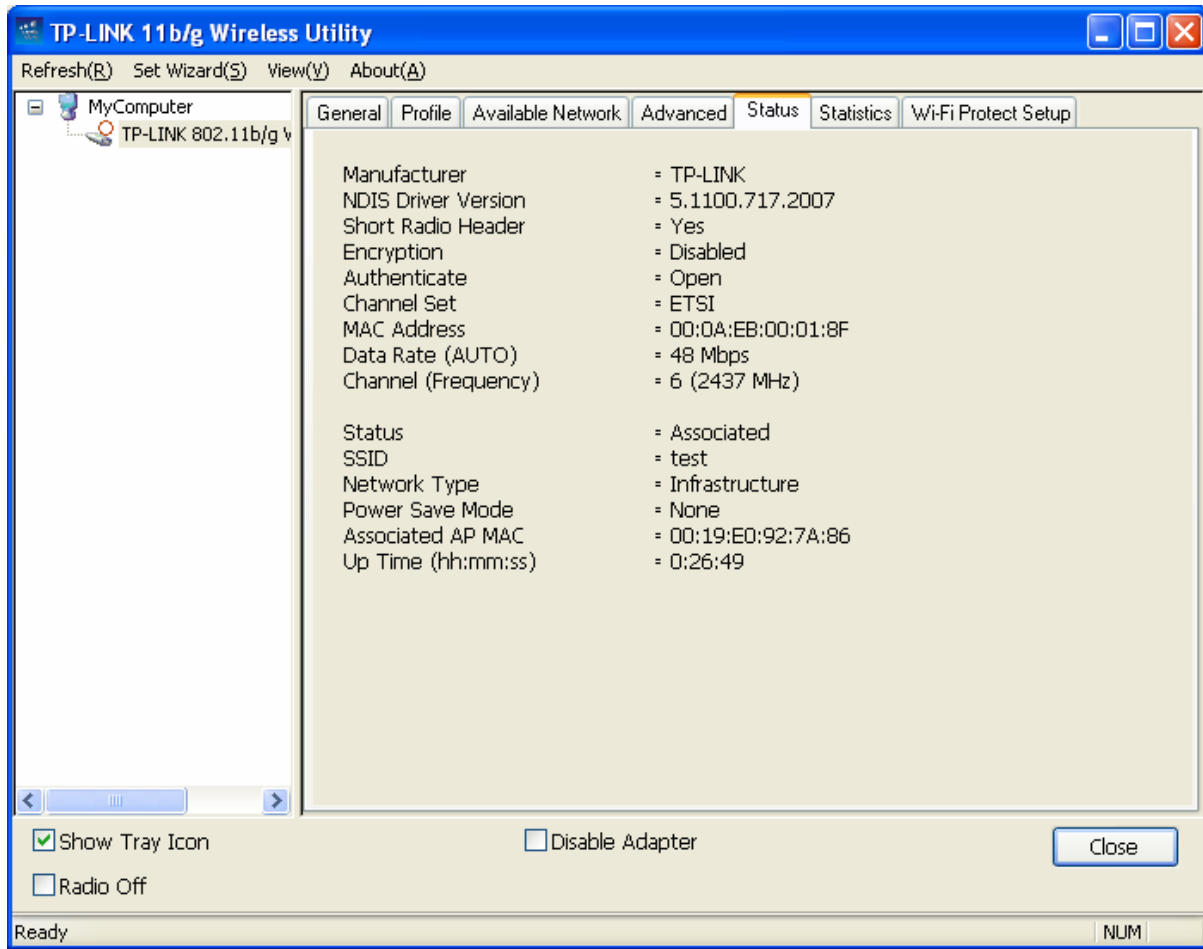 TP-LINK 11b/g Wireless Utility
Refresh(R) Set Wizard(S) View(V) About(A)
MyComputer
TP-LINK 802.11b/g
General Profile Available Network Advanced Status Statistics Wi-Fi Protect Setup
Manufacturer = TP-LINK
NDIS Driver Version = 5.1100.717.2007
Short Radio Header = Yes
Encryption = Disabled
Authenticate = Open
Channel Set = ETSI
MAC Address = 00:0A:EB:00:01:8F
Data Rate (AUTO) = 48 Mbps
Channel (Frequency) = 6 (2437 MHz)
Status = Associated
SSID = test
Network Type = Infrastructure
Power Save Mode = None
Associated AP MAC = 00:19:E0:92:7A:86
Up Time (hh:mm:ss) = 0:26:49
Show Tray Icon Disable Adapter Close
Radio Off
Ready NUM